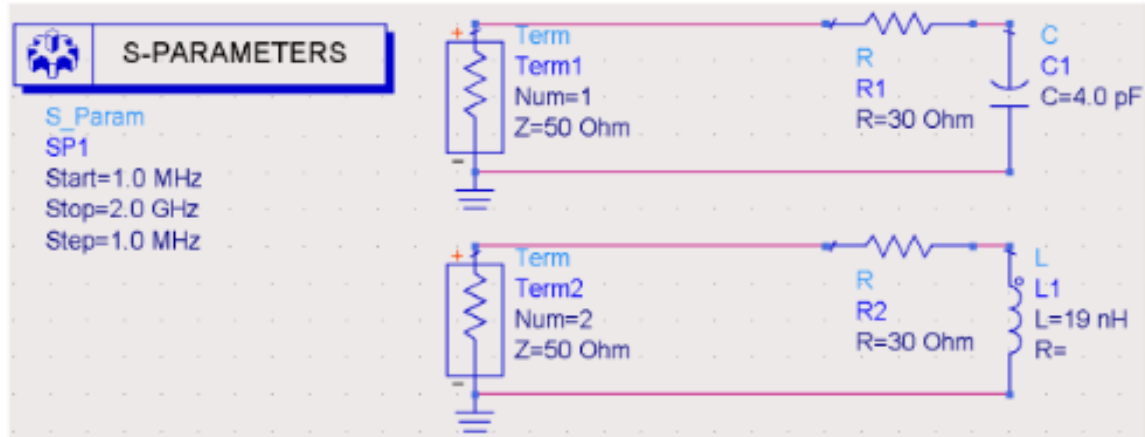 S-PARAMETERS
S_Param
SP1
Start=1.0 MHz
Stop=2.0 GHz
Step=1.0 MHz
+
Term
Term1
Num=1
Z=50 Ohm
-
R
R1
R=30 Ohm
C
C1
C=4.0 pF
+
Term
Term2
Num=2
Z=50 Ohm
-
R
R2
R=30 Ohm
L
L1
L=19 nH
R=